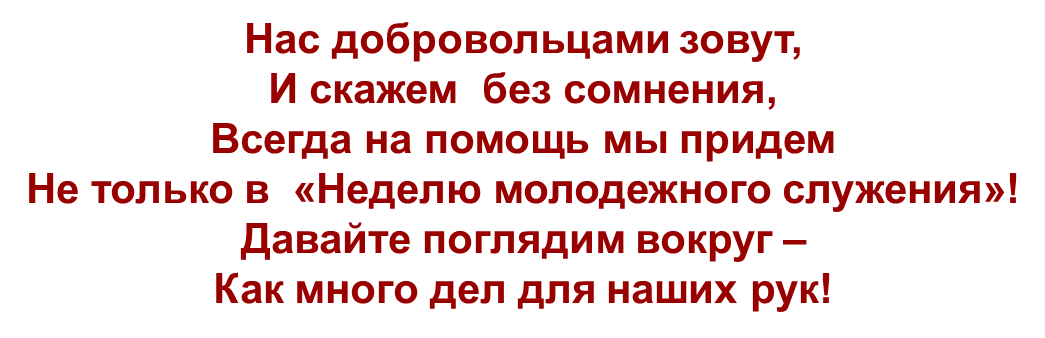 Нас добровольцами зовут,
И скажем  без сомнения,
Всегда на помощь мы придем
Не только в  «Неделю молодежного служения»!
Давайте поглядим вокруг –
Как много дел для наших рук!